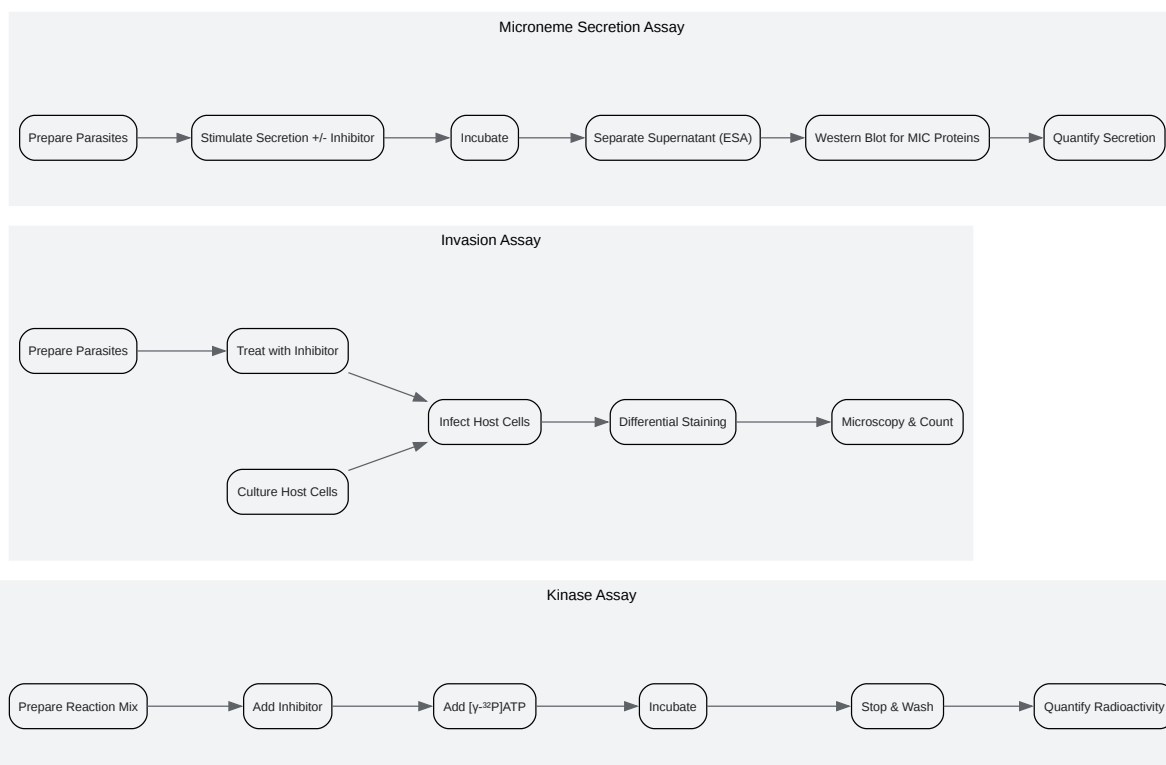 Microneme Secretion Assay
Prepare Parasites
Stimulate Secretion +/- Inhibitor
Incubate
Separate Supernatant (ESA)
Western Blot for MIC Proteins
Quantify Secretion
Invasion Assay
Prepare Parasites
Treat with Inhibitor
Culture Host Cells
Infect Host Cells
Differential Staining
Microscopy & Count
Kinase Assay
Prepare Reaction Mix
Add Inhibitor
Add [γ-³²P]ATP
Incubate
Stop & Wash
Quantify Radioactivity